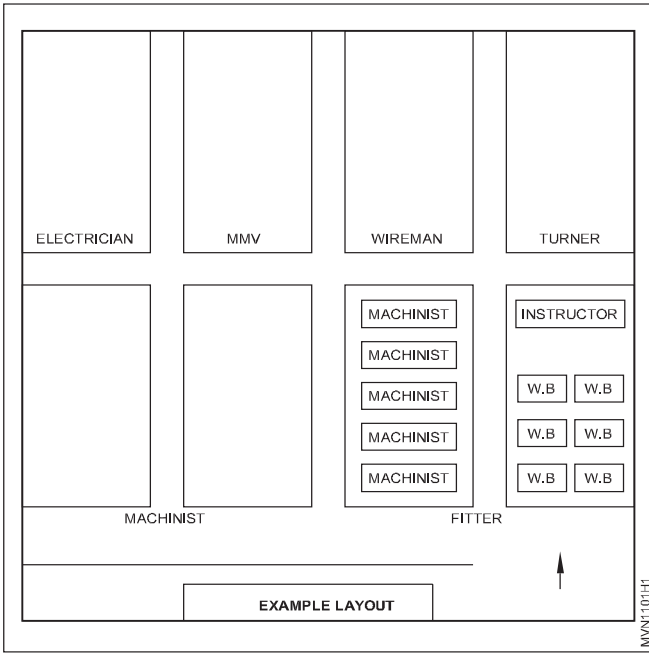 ELECTRICIAN MMV WIREMAN TURNER
MACHINIST INSTRUCTOR
MACHINIST
MACHINIST W.B W.B
MACHINIST W.B W.B
MACHINIST W.B W.B
MACHINIST FITTER
EXAMPLE LAYOUT
MVN1101H1